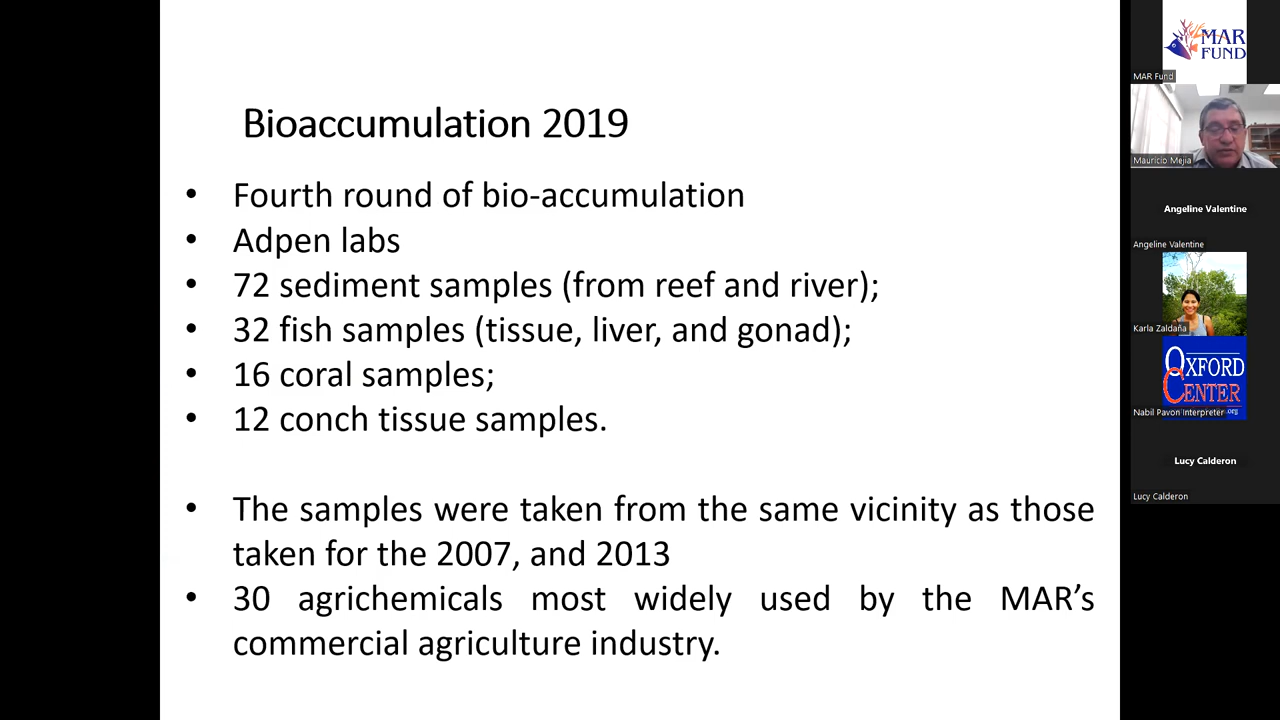 Bioaccumulation 2019
• Fourth round of bio-accumulation
• Adpen labs
• 72 sediment samples (from reef and river);
• 32 fish samples (tissue, liver, and gonad);
• 16 coral samples;
• 12 conch tissue samples.
• The samples were taken from the same vicinity as those
taken for the 2007, and 2013
• 30 agrichemicals most widely used by the MAR’s
commercial agriculture industry.
MAR
FUND
MAR Fund
Mauricio Mejia
Angeline Valentine
Angeline Valentine
Karla Zaldaña
OXFORD
CENTER
.org
Nabil Pavon Interpreter
Lucy Calderon
Lucy Calderon